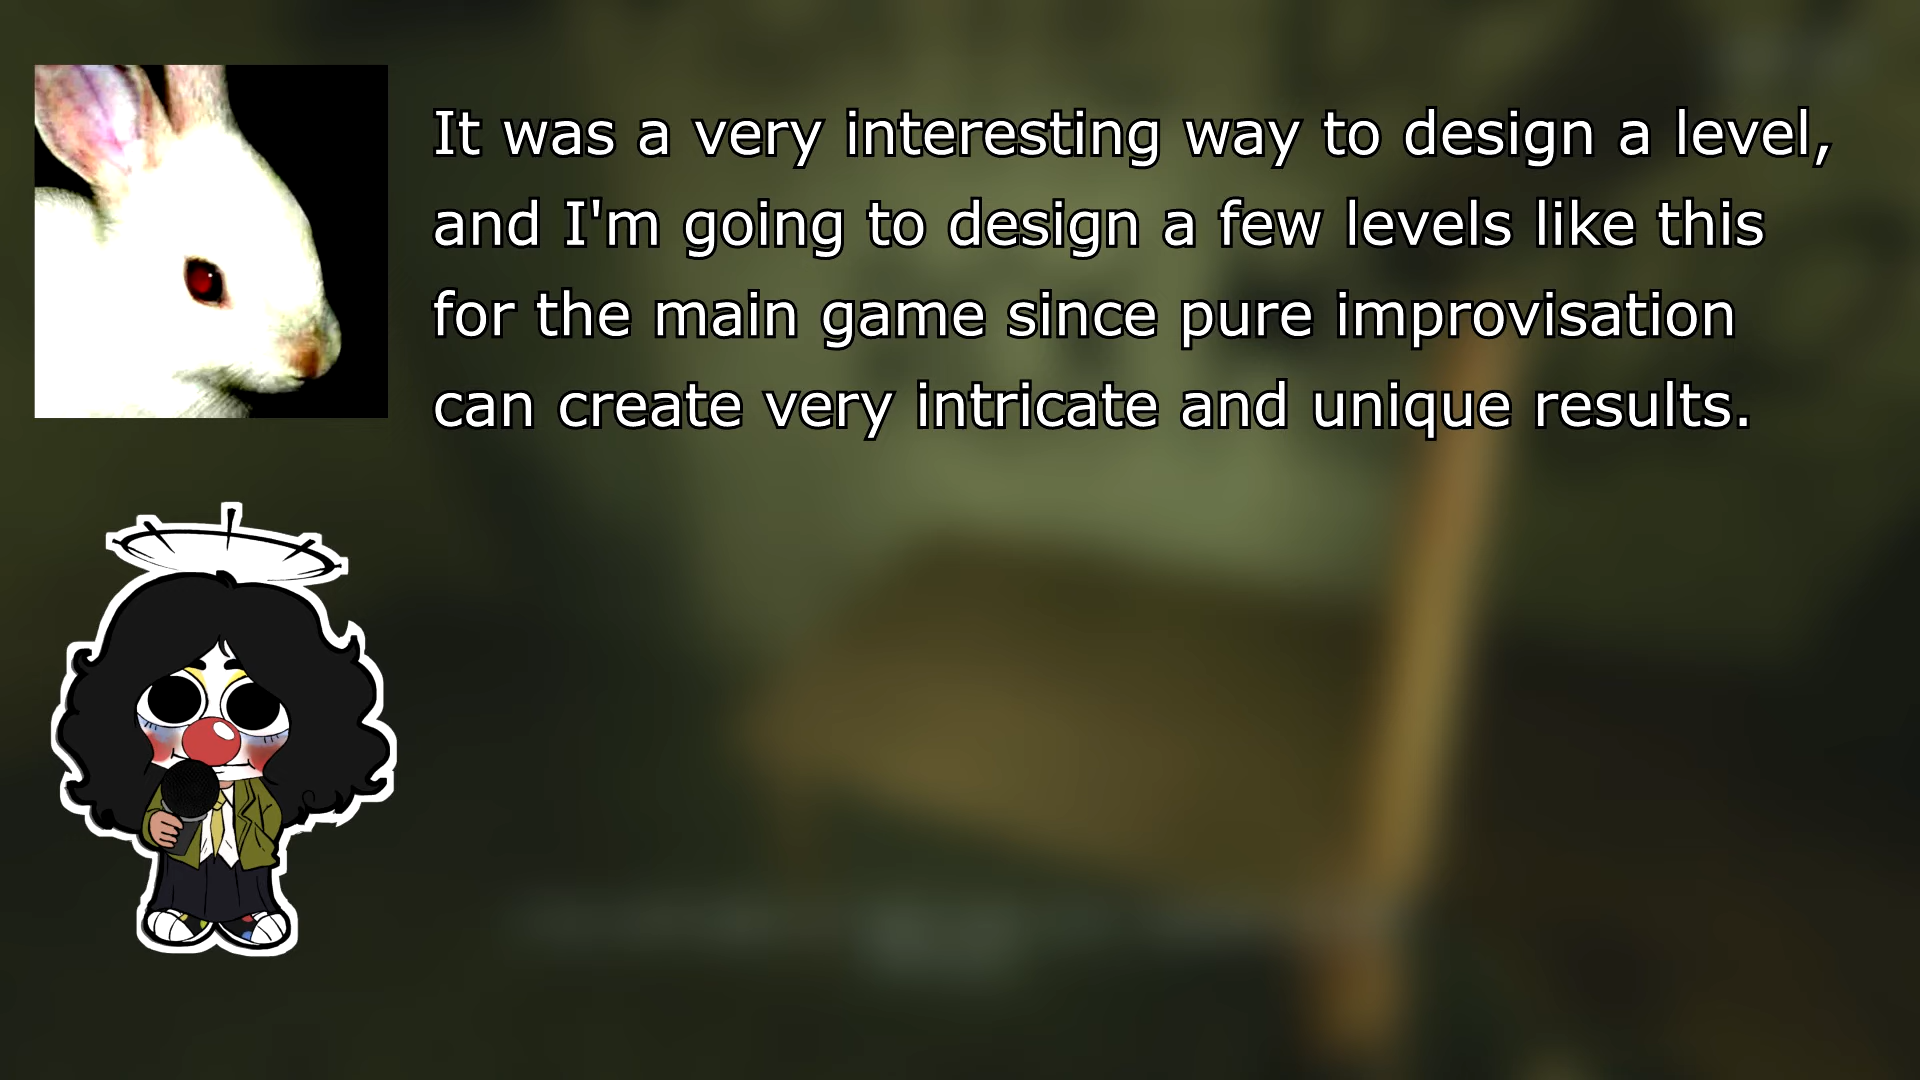 It was a very interesting way to design a level,
and I'm going to design a few levels like this
for the main game since pure improvisation
can create very intricate and unique results.